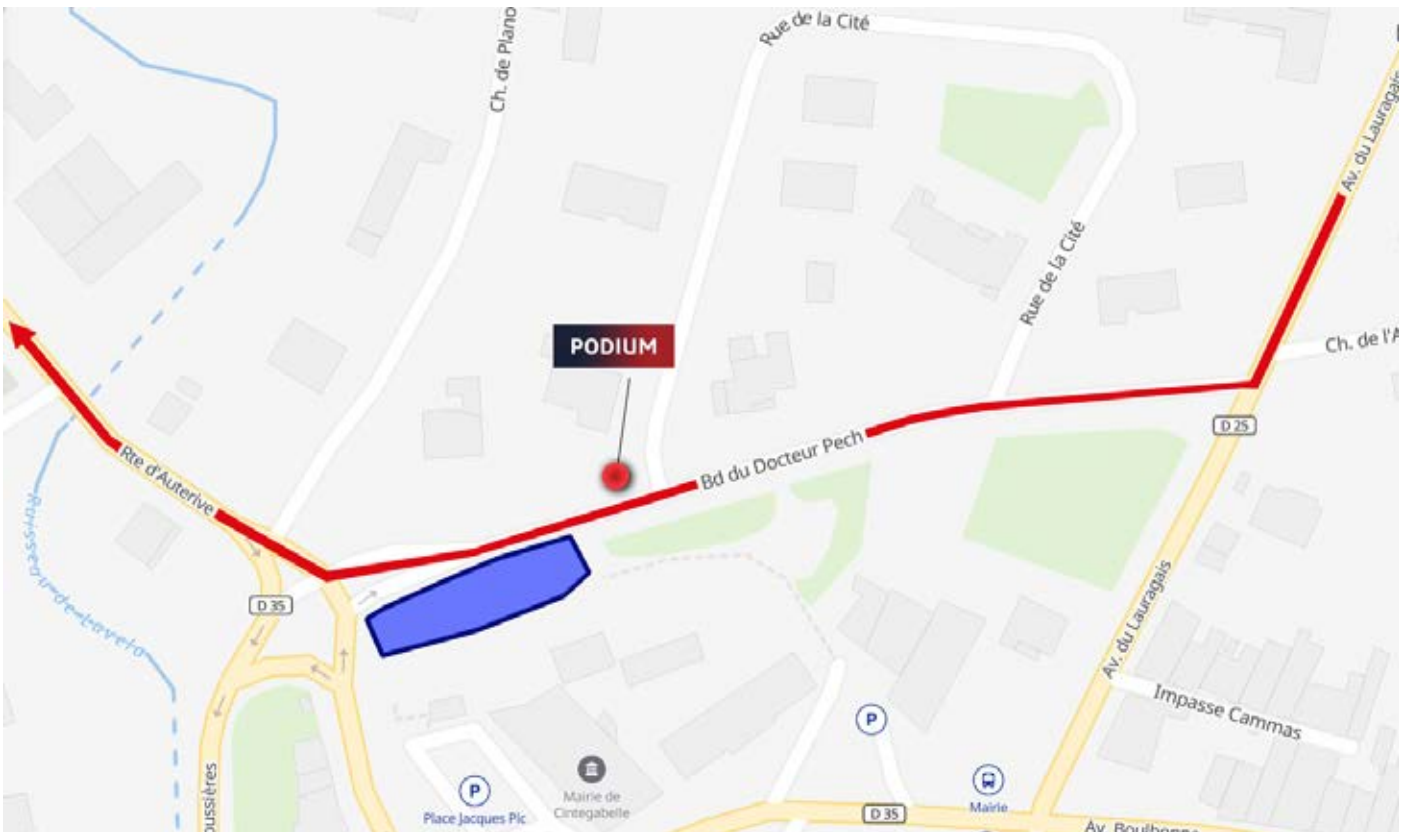 Rue de la Cité
Ch. de Plano
Av. du Lauragais
Rue de la Cité
PODIUM
Ch. de l'A
D 25
Bd du Docteur Pech
Rte d'Auterive
D 35
Av. du Lauragais
Impasse Cammas
P
P
Place Jacques Pic
Mairie de
Cintegabelle
Mairie
D 35
oussières
Av. Boulbonne